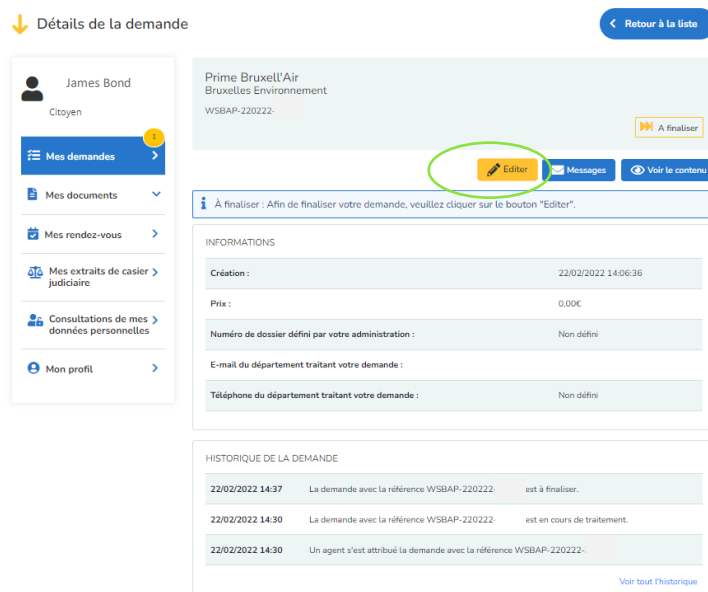 Détails de la demande
Retour à la liste
James Bond
Citoyen
1
Mes demandes
Mes documents
Mes rendez-vous
Mes extraits de casier
judiciaire
Consultations de mes
données personnelles
Mon profil
Prime Bruxell'Air
Bruxelles Environnement
WSBAP-220222-
A finaliser
Editer
Messages
Voir le contenu
À finaliser : Afin de finaliser votre demande, veuillez cliquer sur le bouton "Editer".
INFORMATIONS
Création : 22/02/2022 14:06:36
Prix : 0,00€
Numéro de dossier défini par votre administration : Non défini
E-mail du département traitant votre demande :
Téléphone du département traitant votre demande : Non défini
HISTORIQUE DE LA DEMANDE
22/02/2022 14:37 La demande avec la référence WSBAP-220222- est à finaliser.
22/02/2022 14:30 La demande avec la référence WSBAP-220222- est en cours de traitement.
22/02/2022 14:30 Un agent s'est attribué la demande avec la référence WSBAP-220222-.
Voir tout l'historique